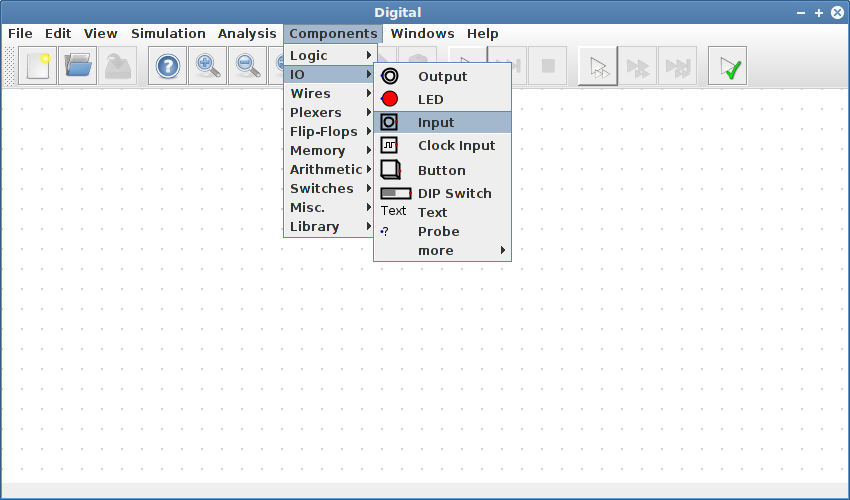 Digital
File Edit View Simulation Analysis Components Windows Help
Logic
IO
Wires
Plexers
Flip-Flops
Memory
Arithmetic
Switches
Misc.
Library
Output
LED
Input
Clock Input
Button
DIP Switch
Text Text
Probe
more